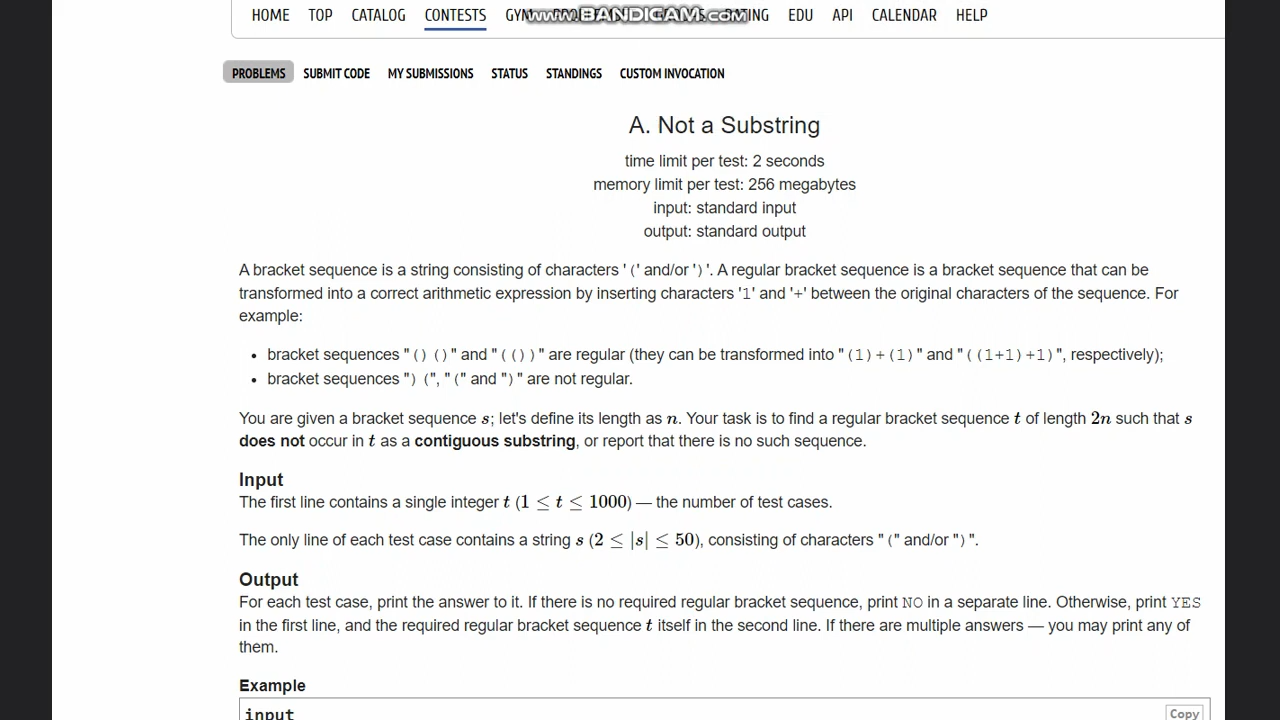 HOME TOP CATALOG CONTESTS GYM RATING EDU API CALENDAR HELP
www.BANDICAM.com
PROBLEMS SUBMIT CODE MY SUBMISSIONS STATUS STANDINGS CUSTOM INVOCATION
A. Not a Substring
time limit per test: 2 seconds
memory limit per test: 256 megabytes
input: standard input
output: standard output
A bracket sequence is a string consisting of characters '(' and/or ')'. A regular bracket sequence is a bracket sequence that can be
transformed into a correct arithmetic expression by inserting characters '1' and '+' between the original characters of the sequence. For
example:
• bracket sequences "()()" and "(())" are regular (they can be transformed into "(1)+(1)" and "((1+1)+1)", respectively);
• bracket sequences ")(", "(" and ")" are not regular.
You are given a bracket sequence s; let's define its length as n. Your task is to find a regular bracket sequence t of length 2n such that s
does not occur in t as a contiguous substring, or report that there is no such sequence.
Input
The first line contains a single integer t (1 ≤ t ≤ 1000) — the number of test cases.
The only line of each test case contains a string s (2 ≤ |s| ≤ 50), consisting of characters "(" and/or ")".
Output
For each test case, print the answer to it. If there is no required regular bracket sequence, print NO in a separate line. Otherwise, print YES
in the first line, and the required regular bracket sequence t itself in the second line. If there are multiple answers — you may print any of
them.
Example
input Copy